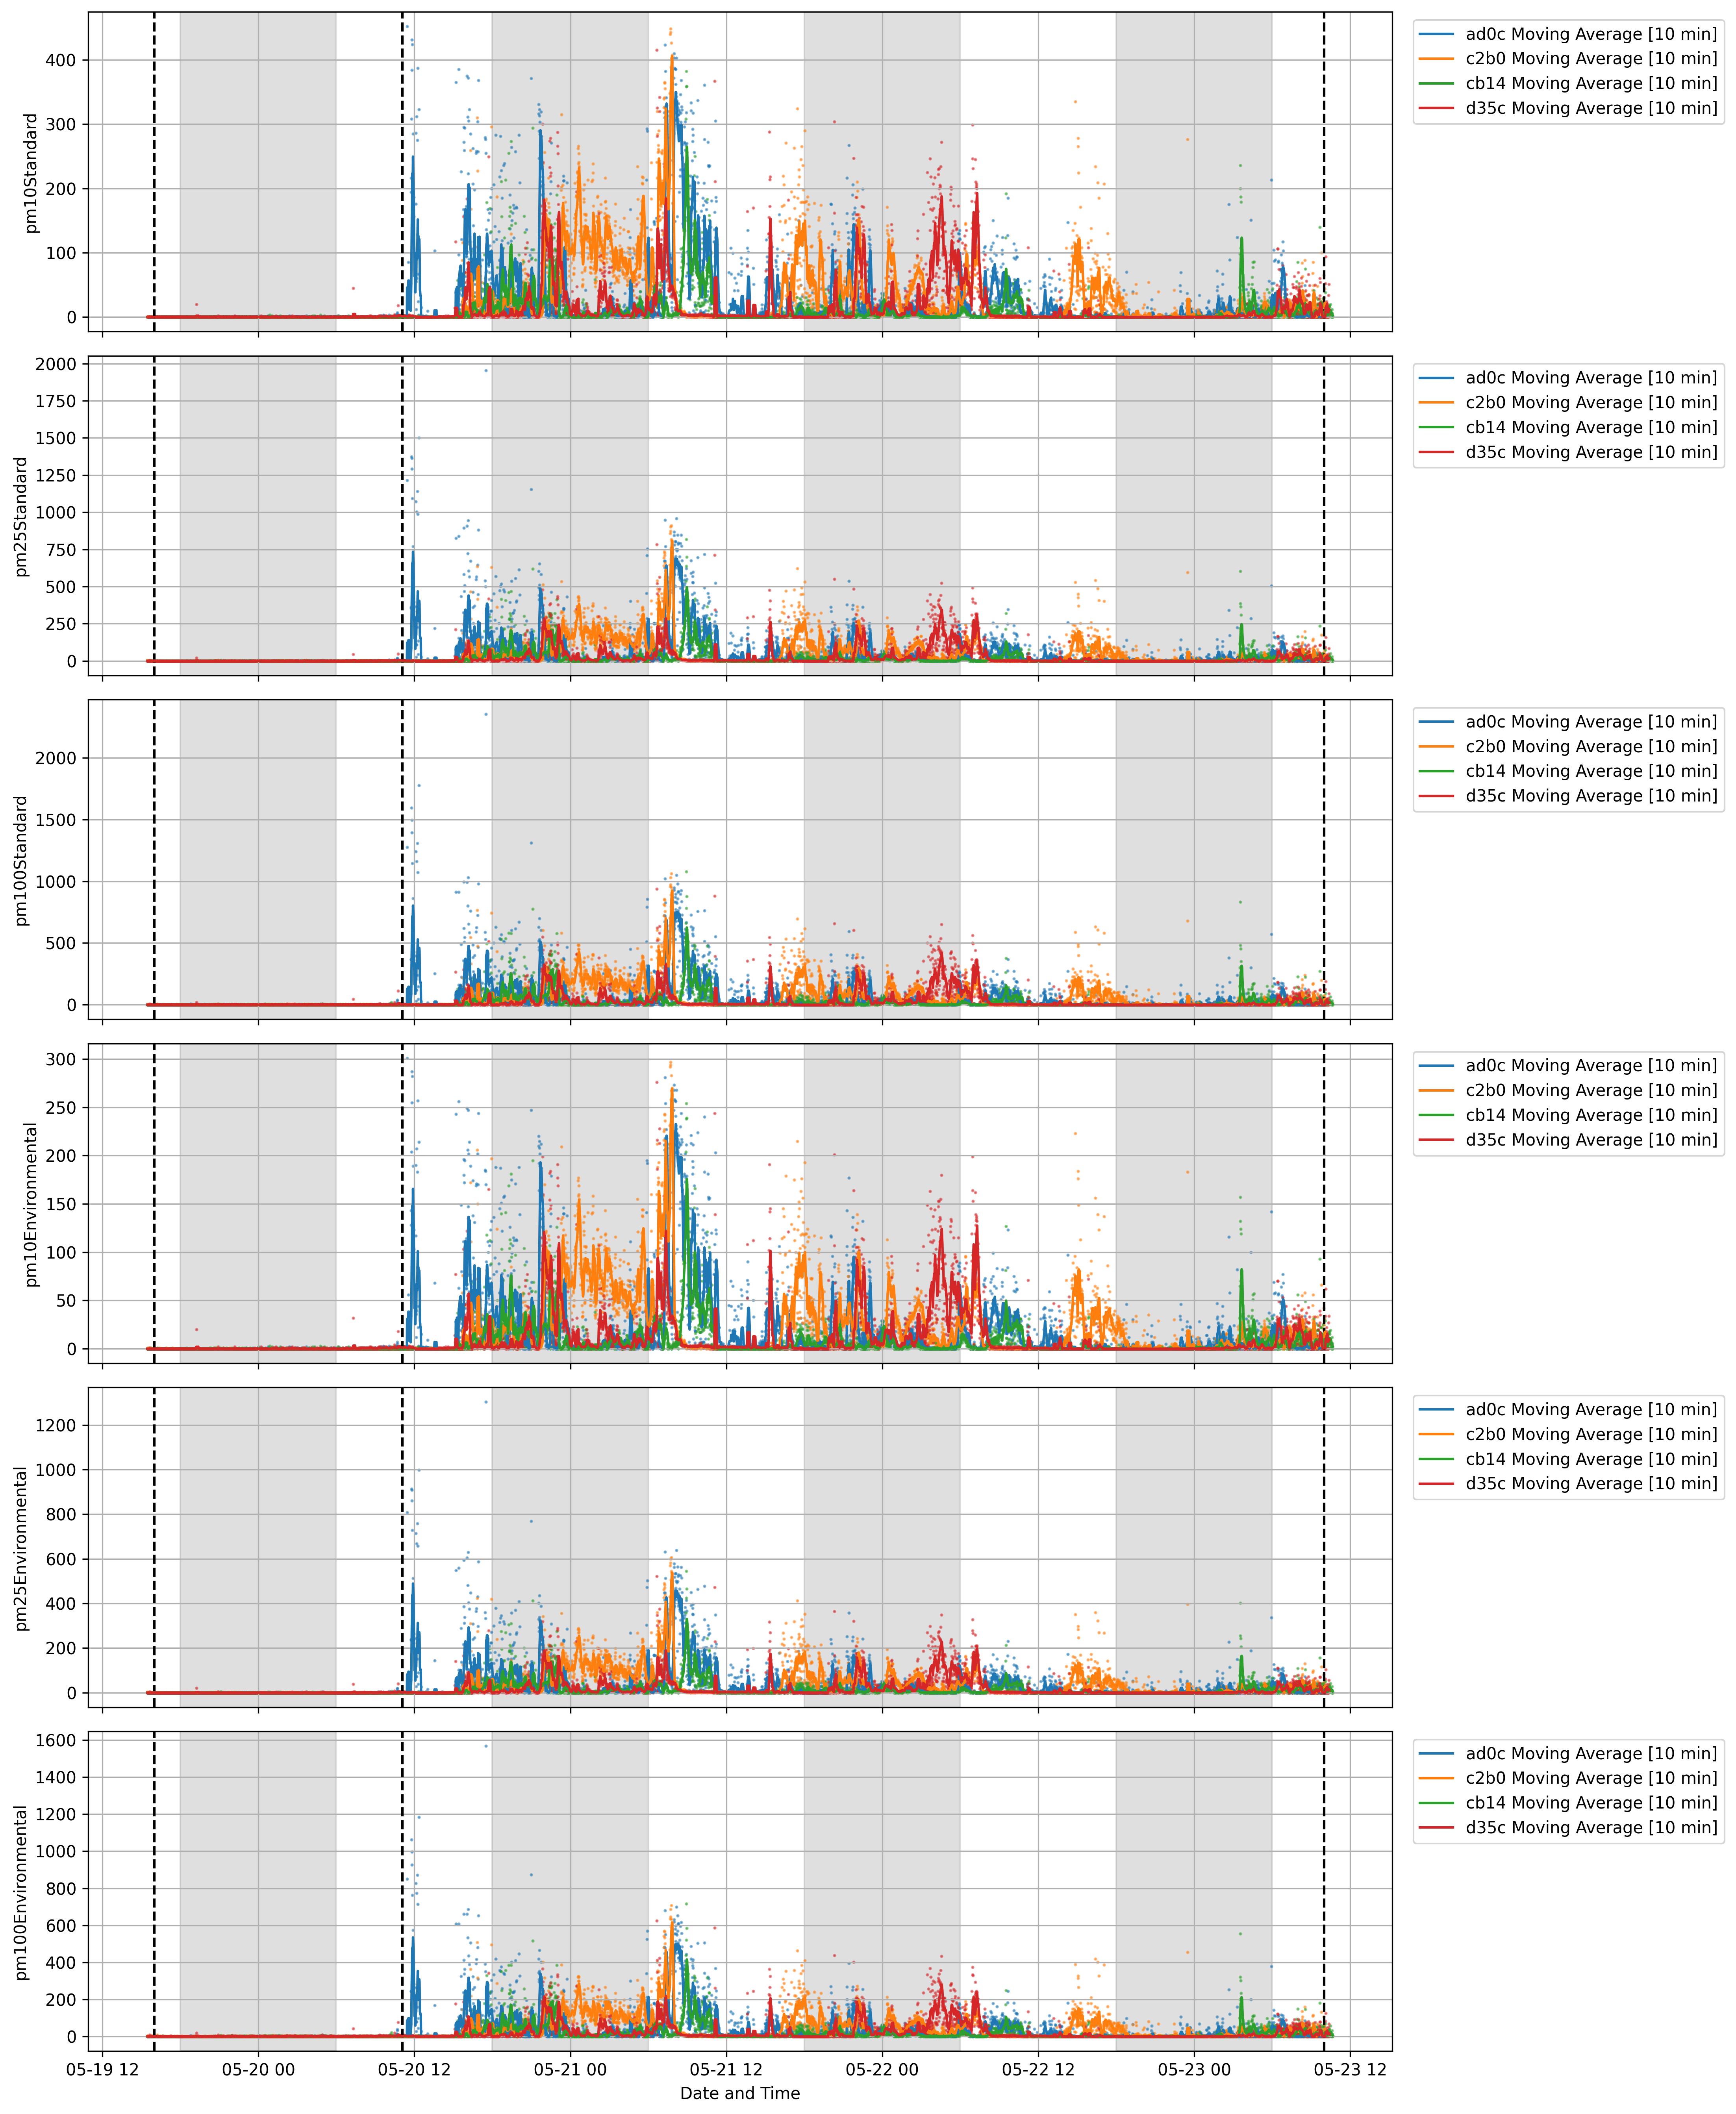 pm10Standard
400
300
200
100
0
ad0c Moving Average [10 min]
c2b0 Moving Average [10 min]
cb14 Moving Average [10 min]
d35c Moving Average [10 min]
pm25Standard
2000
1750
1500
1250
1000
750
500
250
0
ad0c Moving Average [10 min]
c2b0 Moving Average [10 min]
cb14 Moving Average [10 min]
d35c Moving Average [10 min]
pm100Standard
2000
1500
1000
500
0
ad0c Moving Average [10 min]
c2b0 Moving Average [10 min]
cb14 Moving Average [10 min]
d35c Moving Average [10 min]
pm10Environmental
300
250
200
150
100
50
0
ad0c Moving Average [10 min]
c2b0 Moving Average [10 min]
cb14 Moving Average [10 min]
d35c Moving Average [10 min]
pm25Environmental
1200
1000
800
600
400
200
0
ad0c Moving Average [10 min]
c2b0 Moving Average [10 min]
cb14 Moving Average [10 min]
d35c Moving Average [10 min]
pm100Environmental
1600
1400
1200
1000
800
600
400
200
0
ad0c Moving Average [10 min]
c2b0 Moving Average [10 min]
cb14 Moving Average [10 min]
d35c Moving Average [10 min]
05-19 12 05-20 00 05-20 12 05-21 00 05-21 12 05-22 00 05-22 12 05-23 00 05-23 12
Date and Time